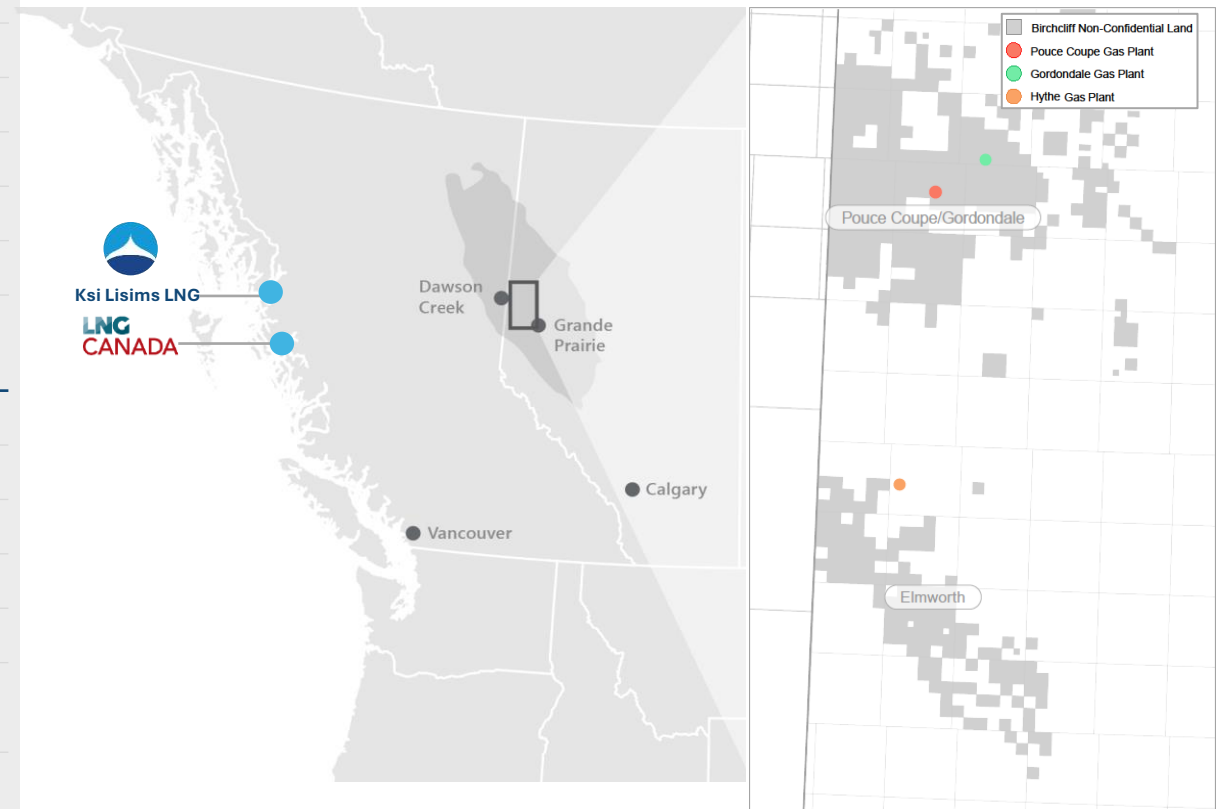 Ksi Lisims LNG
LNG
CANADA
Dawson
Creek
Grande
Prairie
Calgary
Vancouver
Birchcliff Non-Confidential Land
Pouce Coupe Gas Plant
Gordondale Gas Plant
Hythe Gas Plant
Pouce Coupe/Gordondale
Elmworth